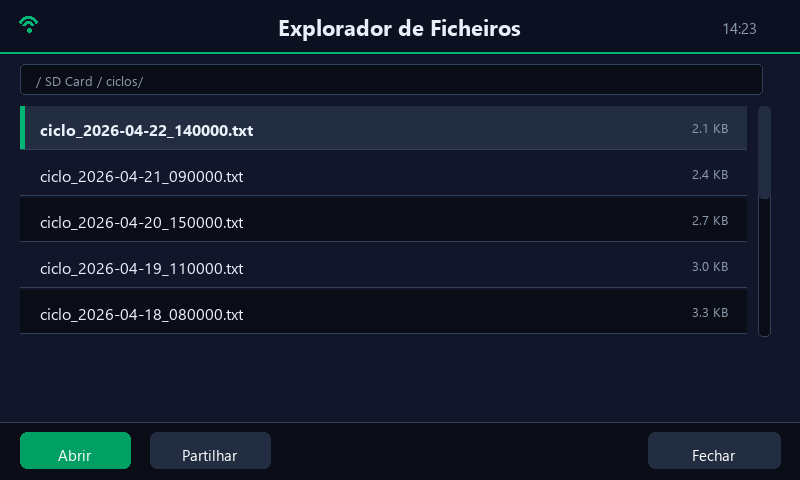 Explorador de Ficheiros 14:23
/ SD Card / ciclos/
ciclo_2026-04-22_140000.txt 2.1 KB
ciclo_2026-04-21_090000.txt 2.4 KB
ciclo_2026-04-20_150000.txt 2.7 KB
ciclo_2026-04-19_110000.txt 3.0 KB
ciclo_2026-04-18_080000.txt 3.3 KB
Abrir Partilhar Fechar